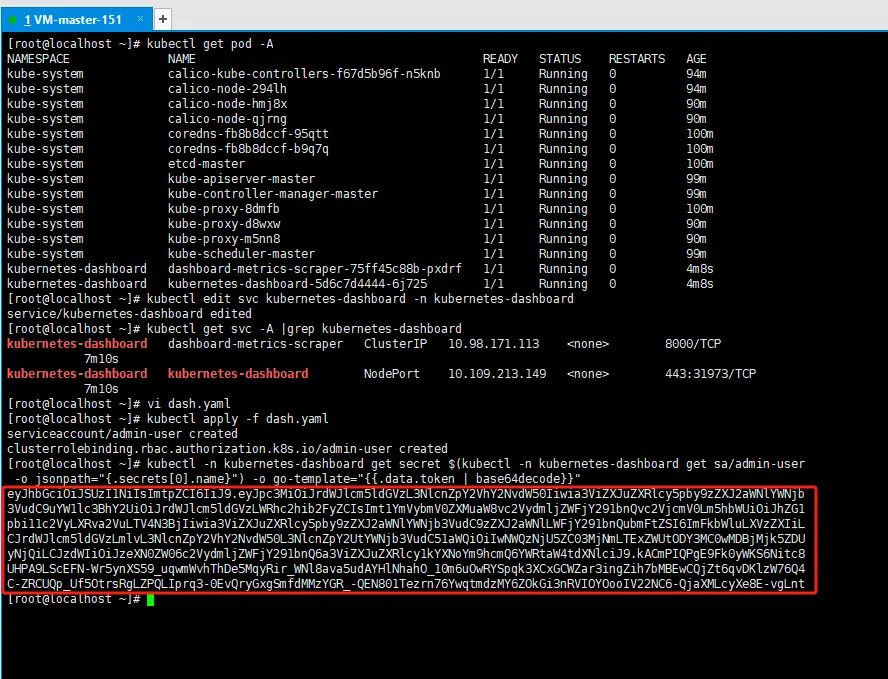 1 VM-master-151 × +
[root@localhost ~]# kubectl get pod -A
NAMESPACE NAME READY STATUS RESTARTS AGE
kube-system calico-kube-controllers-f67d5b96f-n5knb 1/1 Running 0 94m
kube-system calico-node-294lh 1/1 Running 0 94m
kube-system calico-node-hmj8x 1/1 Running 0 90m
kube-system calico-node-qjrng 1/1 Running 0 90m
kube-system coredns-fb8b8dccf-95qtt 1/1 Running 0 100m
kube-system coredns-fb8b8dccf-b9q7q 1/1 Running 0 100m
kube-system etcd-master 1/1 Running 0 100m
kube-system kube-apiserver-master 1/1 Running 0 99m
kube-system kube-controller-manager-master 1/1 Running 0 99m
kube-system kube-proxy-8dmfb 1/1 Running 0 100m
kube-system kube-proxy-d8wxw 1/1 Running 0 90m
kube-system kube-proxy-m5nn8 1/1 Running 0 90m
kube-system kube-scheduler-master 1/1 Running 0 99m
kubernetes-dashboard dashboard-metrics-scraper-75ff45c88b-pxdrf 1/1 Running 0 4m8s
kubernetes-dashboard kubernetes-dashboard-5d6c7d4444-6j725 1/1 Running 0 4m8s
[root@localhost ~]# kubectl edit svc kubernetes-dashboard -n kubernetes-dashboard
service/kubernetes-dashboard edited
[root@localhost ~]# kubectl get svc -A |grep kubernetes-dashboard
kubernetes-dashboard dashboard-metrics-scraper ClusterIP 10.98.171.113 <none> 8000/TCP
7m10s
kubernetes-dashboard kubernetes-dashboard NodePort 10.109.213.149 <none> 443:31973/TCP
7m10s
[root@localhost ~]# vi dash.yaml
[root@localhost ~]# kubectl apply -f dash.yaml
serviceaccount/admin-user created
clusterrolebinding.rbac.authorization.k8s.io/admin-user created
[root@localhost ~]# kubectl -n kubernetes-dashboard get secret $(kubectl -n kubernetes-dashboard get sa/admin-user
-o jsonpath="{.secrets[0].name}") -o go-template="{{.data.token | base64decode}}"
[root@localhost ~]#